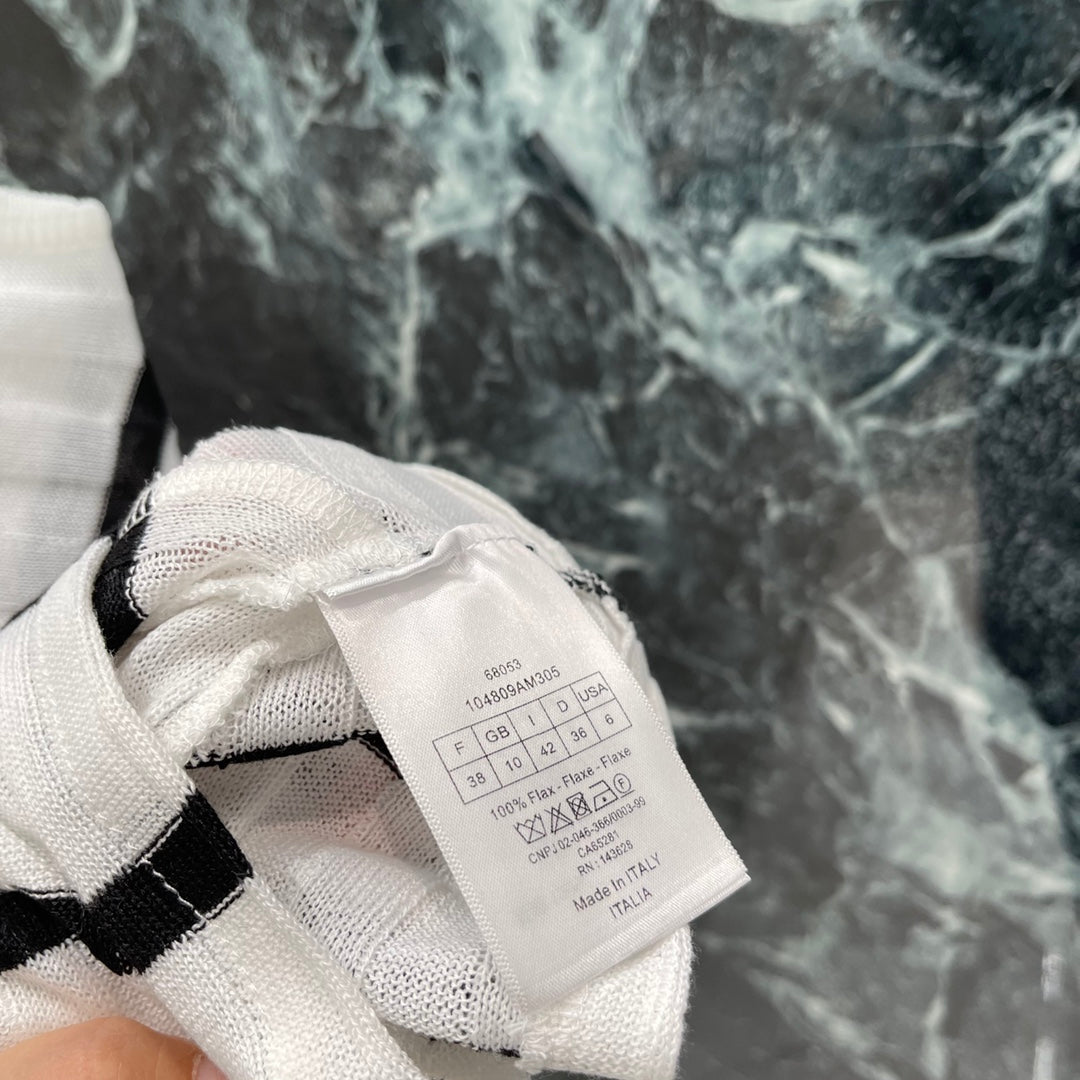 68053
104809AM305
F GB I D USA
38 10 42 36 6
100% Flax - Flaxe - Flaxe
F
CNPJ 02-046-366/0003-99
CA65281
RN : 143628
Made In ITALY
ITALIA